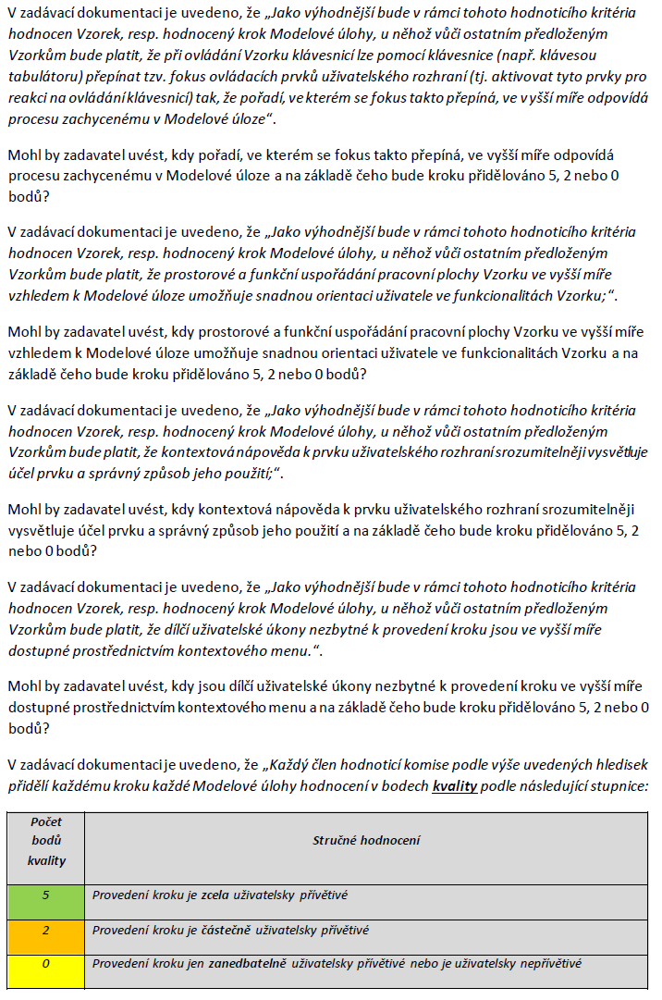 V zadávací dokumentaci je uvedeno, že „Jako výhodnější bude v rámci tohoto hodnoticího kritéria
hodnocen Vzorek, resp. hodnocený krok Modelové úlohy, u něhož vůči ostatním předloženým
Vzorkům bude platit, že při ovládání Vzorku klávesnicí lze pomocí klávesnice (např. klávesou
tabulátoru) přepínat tzv. fokus ovládacích prvků uživatelského rozhraní (tj. aktivovat tyto prvky pro
reakci na ovládání klávesnicí) tak, že pořadí, ve kterém se fokus takto přepíná, ve vyšší míře odpovídá
procesu zachycenému v Modelové úloze“.
Mohl by zadavatel uvést, kdy pořadí, ve kterém se fokus takto přepíná, ve vyšší míře odpovídá
procesu zachycenému v Modelové úloze a na základě čeho bude kroku přidělováno 5, 2 nebo 0
bodů?
V zadávací dokumentaci je uvedeno, že „Jako výhodnější bude v rámci tohoto hodnoticího kritéria
hodnocen Vzorek, resp. hodnocený krok Modelové úlohy, u něhož vůči ostatním předloženým
Vzorkům bude platit, že prostorové a funkční uspořádání pracovní plochy Vzorku ve vyšší míře
vzhledem k Modelové úloze umožňuje snadnou orientaci uživatele ve funkcionalitách Vzorku;“.
Mohl by zadavatel uvést, kdy prostorové a funkční uspořádání pracovní plochy Vzorku ve vyšší míře
vzhledem k Modelové úloze umožňuje snadnou orientaci uživatele ve funkcionalitách Vzorku a na
základě čeho bude kroku přidělováno 5, 2 nebo 0 bodů?
V zadávací dokumentaci je uvedeno, že „Jako výhodnější bude v rámci tohoto hodnoticího kritéria
hodnocen Vzorek, resp. hodnocený krok Modelové úlohy, u něhož vůči ostatním předloženým
Vzorkům bude platit, že kontextová nápověda k prvku uživatelského rozhraní srozumitelněji vysvětluje
účel prvku a správný způsob jeho použití;“.
Mohl by zadavatel uvést, kdy kontextová nápověda k prvku uživatelského rozhraní srozumitelněji
vysvětluje účel prvku a správný způsob jeho použití a na základě čeho bude kroku přidělováno 5, 2
nebo 0 bodů?
V zadávací dokumentaci je uvedeno, že „Jako výhodnější bude v rámci tohoto hodnoticího kritéria
hodnocen Vzorek, resp. hodnocený krok Modelové úlohy, u něhož vůči ostatním předloženým
Vzorkům bude platit, že dílčí uživatelské úkony nezbytné k provedení kroku jsou ve vyšší míře
dostupné prostřednictvím kontextového menu.“.
Mohl by zadavatel uvést, kdy jsou dílčí uživatelské úkony nezbytné k provedení kroku ve vyšší míře
dostupné prostřednictvím kontextového menu a na základě čeho bude kroku přidělováno 5, 2 nebo 0
bodů?
V zadávací dokumentaci je uvedeno, že „Každý člen hodnoticí komise podle výše uvedených hledisek
přidělí každému kroku každé Modelové úlohy hodnocení v bodech kvality podle následující stupnice:
Počet
bodů
kvality
Stručné hodnocení
5 Provedení kroku je zcela uživatelsky přívětivé
2 Provedení kroku je částečně uživatelsky přívětivé
0 Provedení kroku jen zanedbatelně uživatelsky přívětivé nebo je uživatelsky nepřívětivé